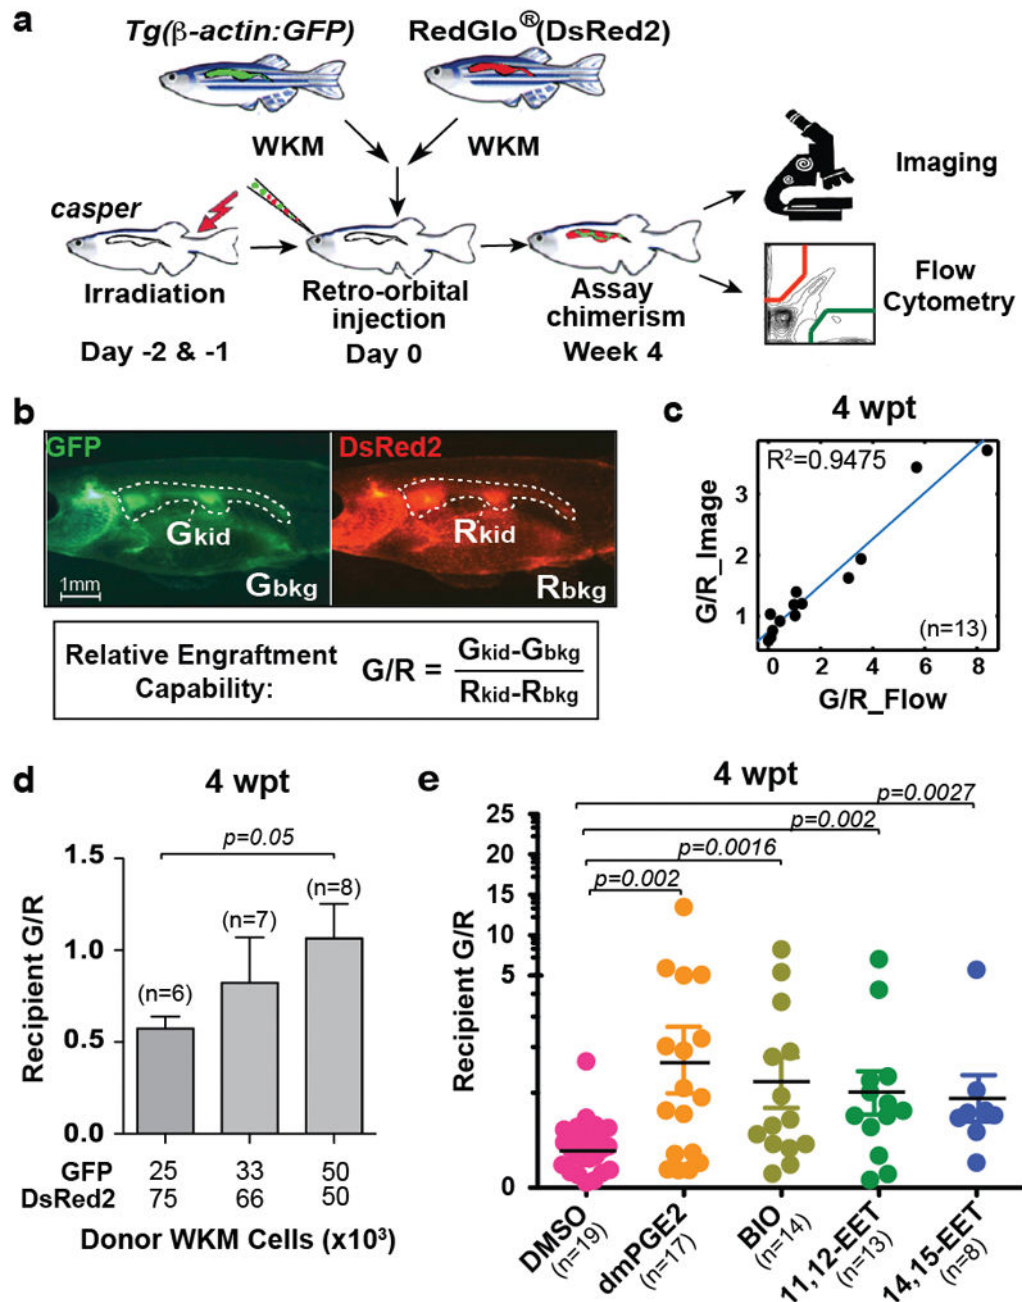 a
Tg(β-actin:GFP)
RedGlo®(DsRed2)
WKM
WKM
casper
Irradiation
Day -2 & -1
Retro-orbital
injection
Day 0
Assay
chimerism
Week 4
Imaging
Flow
Cytometry
b
GFP
Gkid
Gbkg
1mm
DsRed2
Rkid
Rbkg
Relative Engraftment
Capability:
G/R = Gkid-Gbkg
Rkid-Rbkg
c
4 wpt
R²=0.9475
G/R_Image
3
2
1
(n=13)
0 2 4 6 8
G/R_Flow
d
4 wpt
p=0.05
Recipient G/R
1.5
1.0
0.5
0.0
(n=6)
(n=7)
(n=8)
GFP 25 33 50
DsRed2 75 66 50
Donor WKM Cells (x10³)
e
4 wpt
p=0.0027
p=0.002
p=0.0016
p=0.002
Recipient G/R
25
15
10
5
0
DMSO
(n=19)
dmPGE2
(n=17)
BIO
(n=14)
11,12-EET
(n=13)
14,15-EET
(n=8)